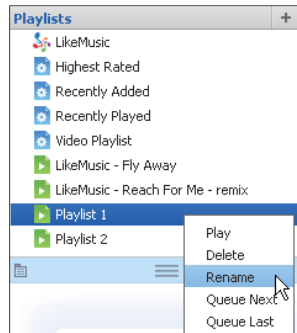 Playlists +
LikeMusic
Highest Rated
Recently Added
Recently Played
Video Playlist
LikeMusic - Fly Away
LikeMusic - Reach For Me - remix
Playlist 1
Playlist 2
Play
Delete
Rename
Queue Next
Queue Last